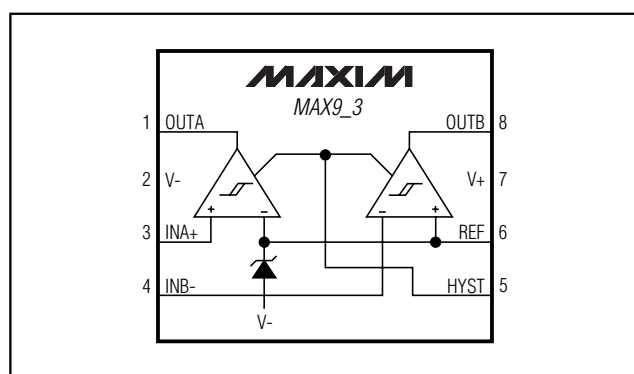 MAXIM
MAX9_3
1 OUTA OUTB 8
2 V- V+ 7
+ - - +
3 INA+ REF 6
4 INB- HYST 5
V-